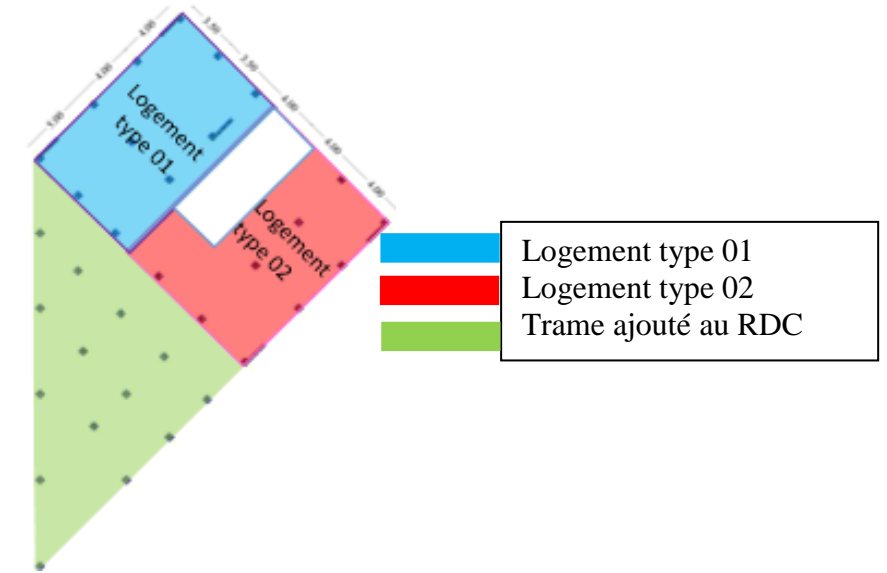 4.00
4.00
5.00
3.50
3.50
4.00
4.00
4.00
Logement
type 01
Logement
type 02
Logement type 01
Logement type 02
Trame ajouté au RDC